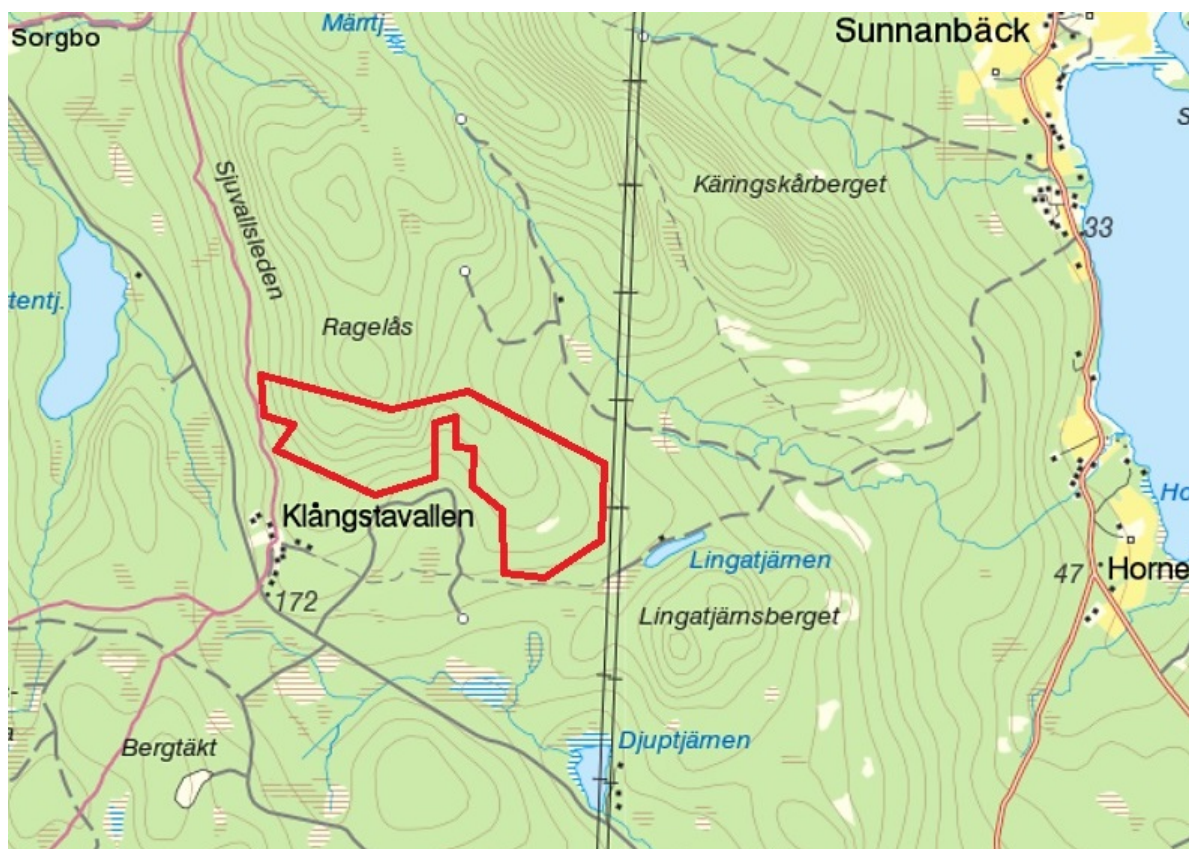 Märrtj.
Sorgbo
Sunnanbäck
Sjuvallsleden
Käringskårberget
33
tentj.
Ragelås
Klångstavallen
Lingatjärnen
172
47
Horne
Lingatjärnsberget
Bergtäkt
Djuptjärnen